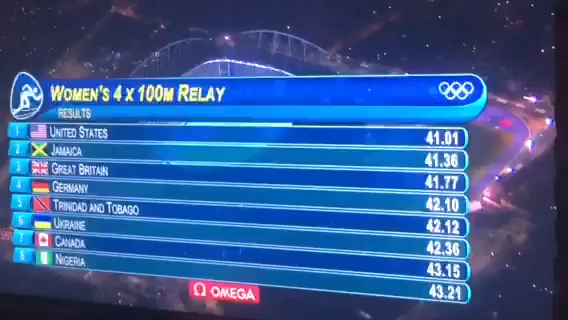 WOMEN'S 4 X 100M RELAY
RESULTS
1 UNITED STATES 41.01
2 JAMAICA 41.36
3 GREAT BRITAIN 41.77
4 GERMANY 42.10
5 TRINIDAD AND TOBAGO 42.12
6 UKRAINE 42.36
7 CANADA 43.15
8 NIGERIA 43.21
Ω OMEGA